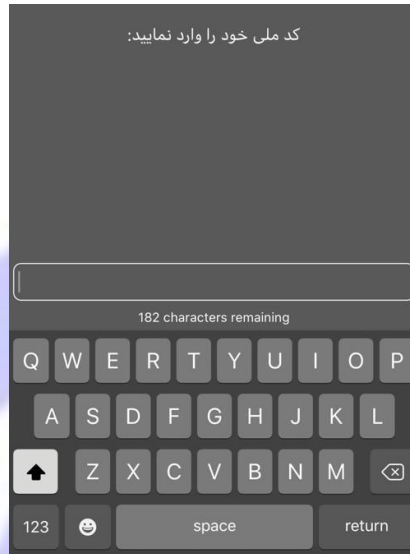 کد ملی خود را وارد نمایید:
182 characters remaining
Q W E R T Y U I O P
A S D F G H J K L
Z X C V B N M
123 space return